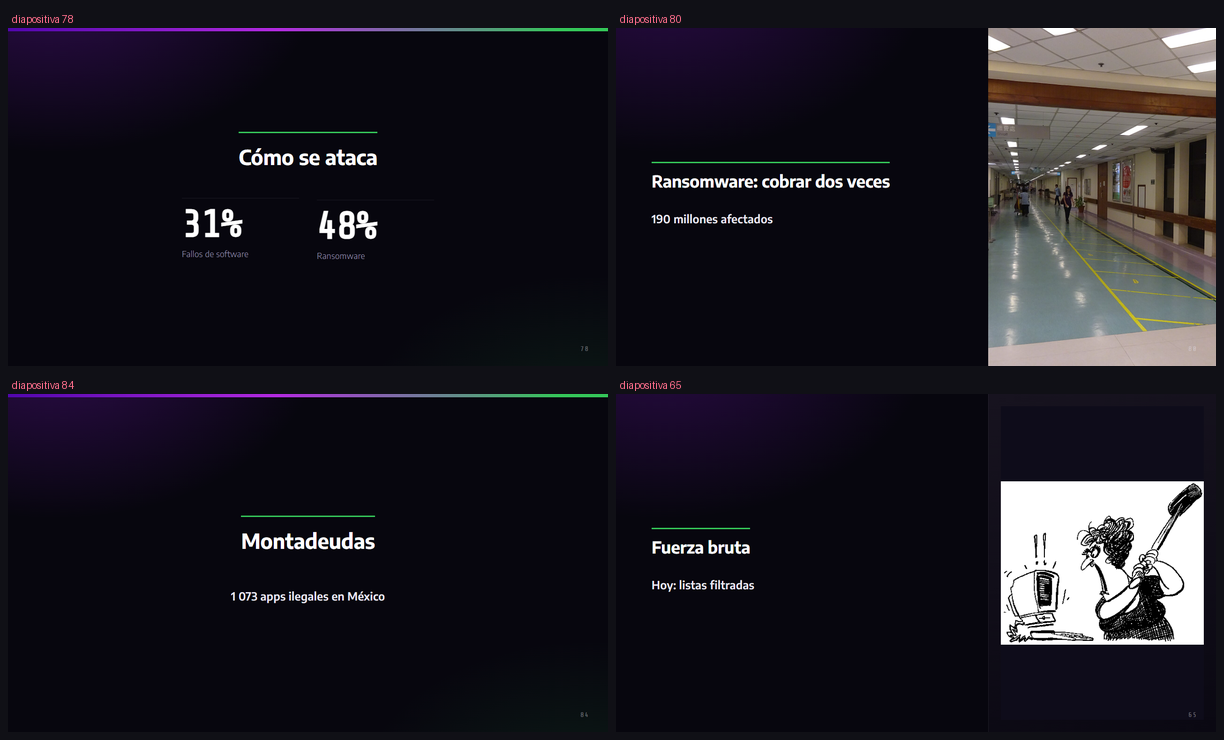 diapositiva 78
Cómo se ataca
31%
48%
Fallos de software
Ransomware
78
diapositiva 80
Ransomware: cobrar dos veces
190 millones afectados
diapositiva 84
Montadeudas
1 073 apps ilegales en México
84
diapositiva 65
Fuerza bruta
Hoy: listas filtradas
!!
65